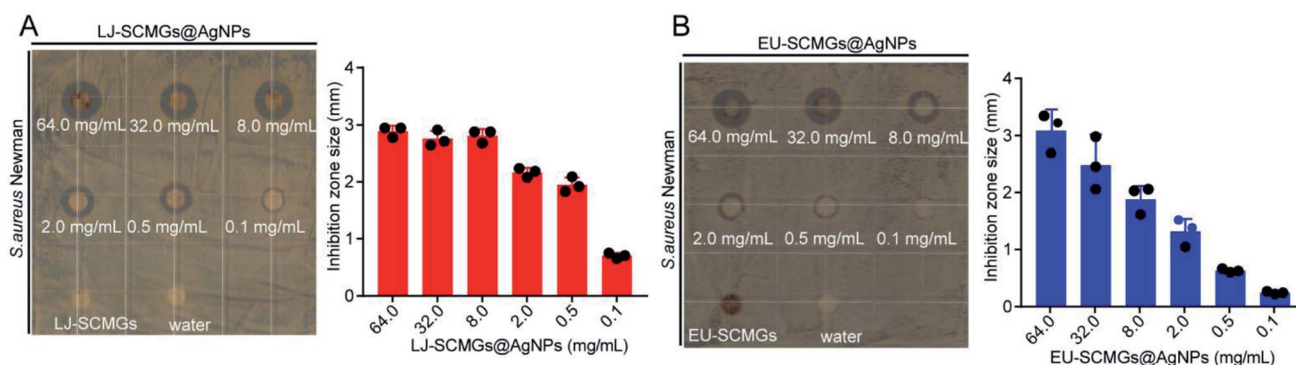 A
LJ-SCMGs@AgNPs
S.aureus Newman
64.0 mg/mL 32.0 mg/mL 8.0 mg/mL
2.0 mg/mL 0.5 mg/mL 0.1 mg/mL
LJ-SCMGs water
Inhibition zone size (mm)
4
3
2
1
0
64.0 32.0 8.0 2.0 0.5 0.1
LJ-SCMGs@AgNPs (mg/mL)
B
EU-SCMGs@AgNPs
S.aureus Newman
64.0 mg/mL 32.0 mg/mL 8.0 mg/mL
2.0 mg/mL 0.5 mg/mL 0.1 mg/mL
EU-SCMGs water
Inhibition zone size (mm)
4
3
2
1
0
64.0 32.0 8.0 2.0 0.5 0.1
EU-SCMGs@AgNPs (mg/mL)